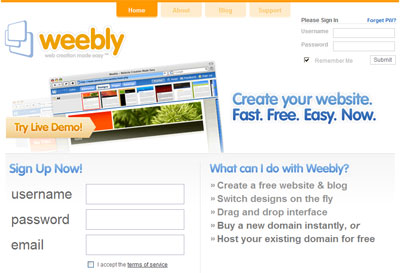 Home About Blog Support
Please Sign In Forget PW?
Username
Password
Remember Me Submit
weebly
web creation made easy ™
Try Live Demo!
Create your website.
Fast. Free. Easy. Now.
Sign Up Now!
username
password
email
I accept the terms of service
What can I do with Weebly?
» Create a free website & blog
» Switch designs on the fly
» Drag and drop interface
» Buy a new domain instantly, or
» Host your existing domain for free